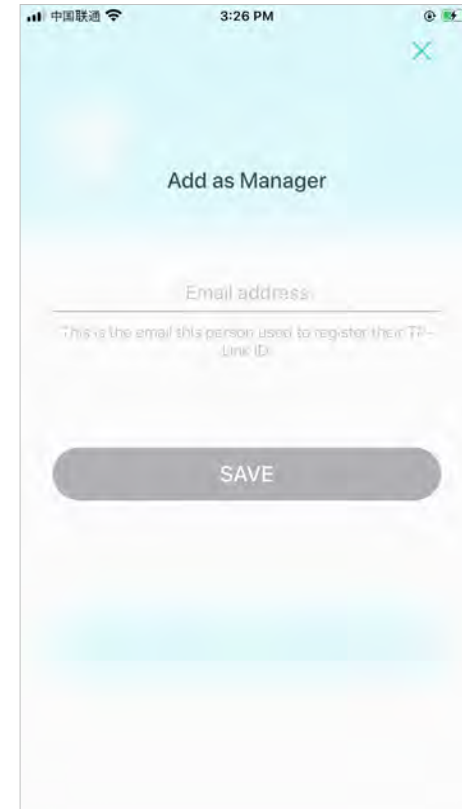 中国联通 3:26 PM
Add as Manager
Email address
This is the email this person used to register their TP-
Link ID
SAVE